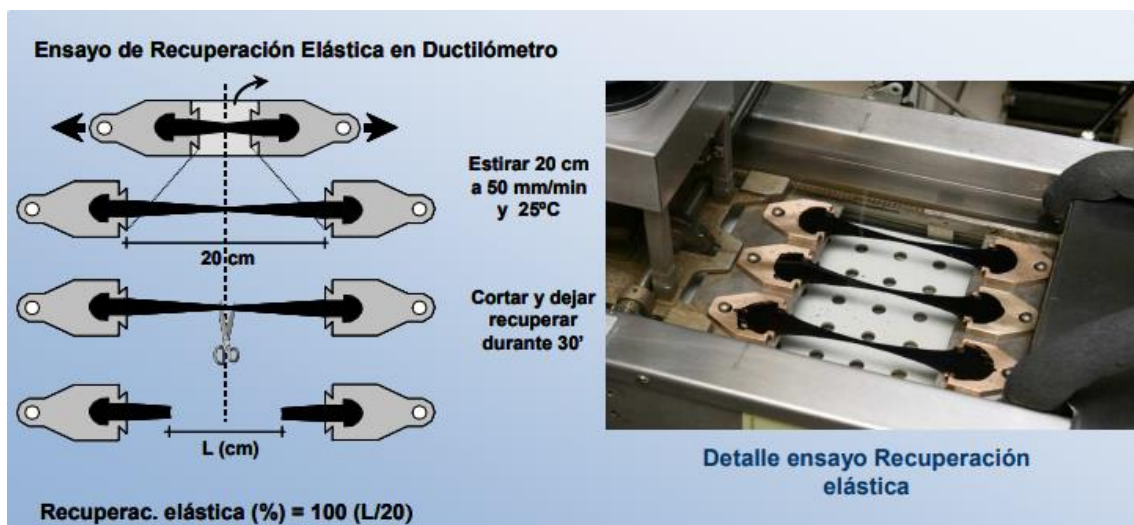 Ensayo de Recuperación Elástica en Ductilómetro
Estirar 20 cm
a 50 mm/min
y 25ºC
20 cm
Cortar y dejar
recuperar
durante 30'
L (cm)
Recuperac. elástica (%) = 100 (L/20)
Detalle ensayo Recuperación
elástica